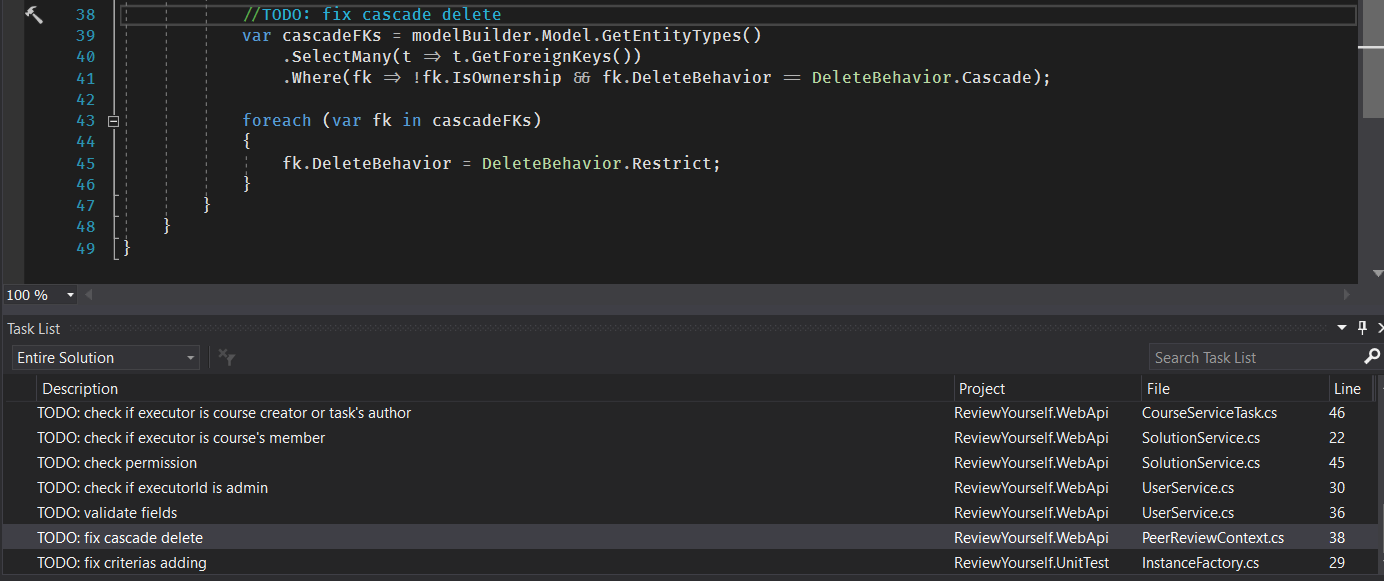 38 //TODO: fix cascade delete
39 var cascadeFKs = modelBuilder.Model.GetEntityTypes()
40 .SelectMany(t => t.GetForeignKeys())
41 .Where(fk => !fk.IsOwnership && fk.DeleteBehavior == DeleteBehavior.Cascade);
42
43 foreach (var fk in cascadeFKs)
44 {
45 fk.DeleteBehavior = DeleteBehavior.Restrict;
46 }
47 }
48 }
49 }
100 %
Task List
Entire Solution Search Task List
Description Project File Line
TODO: check if executor is course creator or task's author ReviewYourself.WebApi CourseServiceTask.cs 46
TODO: check if executor is course's member ReviewYourself.WebApi SolutionService.cs 22
TODO: check permission ReviewYourself.WebApi SolutionService.cs 45
TODO: check if executorId is admin ReviewYourself.WebApi UserService.cs 30
TODO: validate fields ReviewYourself.WebApi UserService.cs 36
TODO: fix cascade delete ReviewYourself.WebApi PeerReviewContext.cs 38
TODO: fix criterias adding ReviewYourself.UnitTest InstanceFactory.cs 29